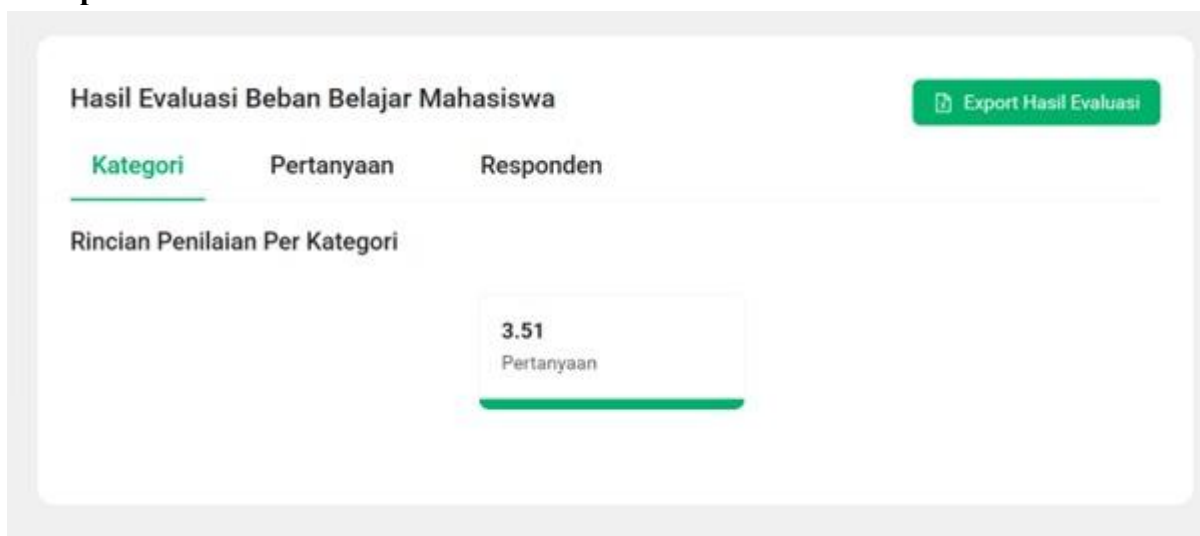 Hasil Evaluasi Beban Belajar Mahasiswa
Export Hasil Evaluasi
Kategori Pertanyaan Responden
Rincian Penilaian Per Kategori
3.51
Pertanyaan